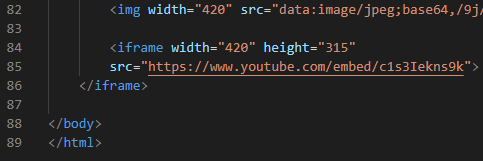 82 <img width="420" src="data:image/jpeg;base64,/9j/
83
84 <iframe width="420" height="315"
85 src="https://www.youtube.com/embed/c1s3Iekns9k">
86 </iframe>
87
88 </body>
89 </html>